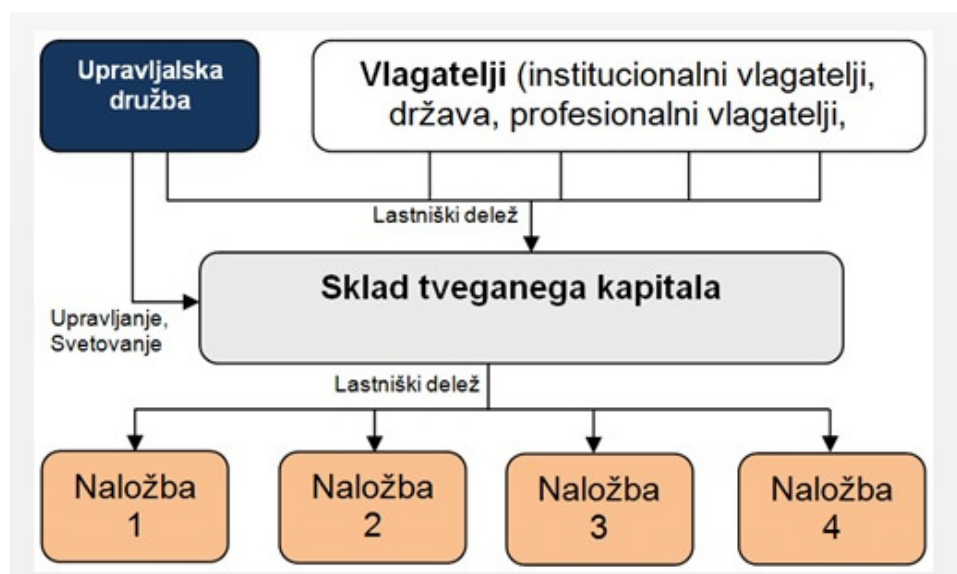 Upravljalska
družba
Vlagatelji (institucionalni vlagatelji,
država, profesionalni vlagatelji,
Lastniški delež
Sklad tveganega kapitala
Upravljanje,
Svetovanje
Lastniški delež
Naložba
1
Naložba
2
Naložba
3
Naložba
4